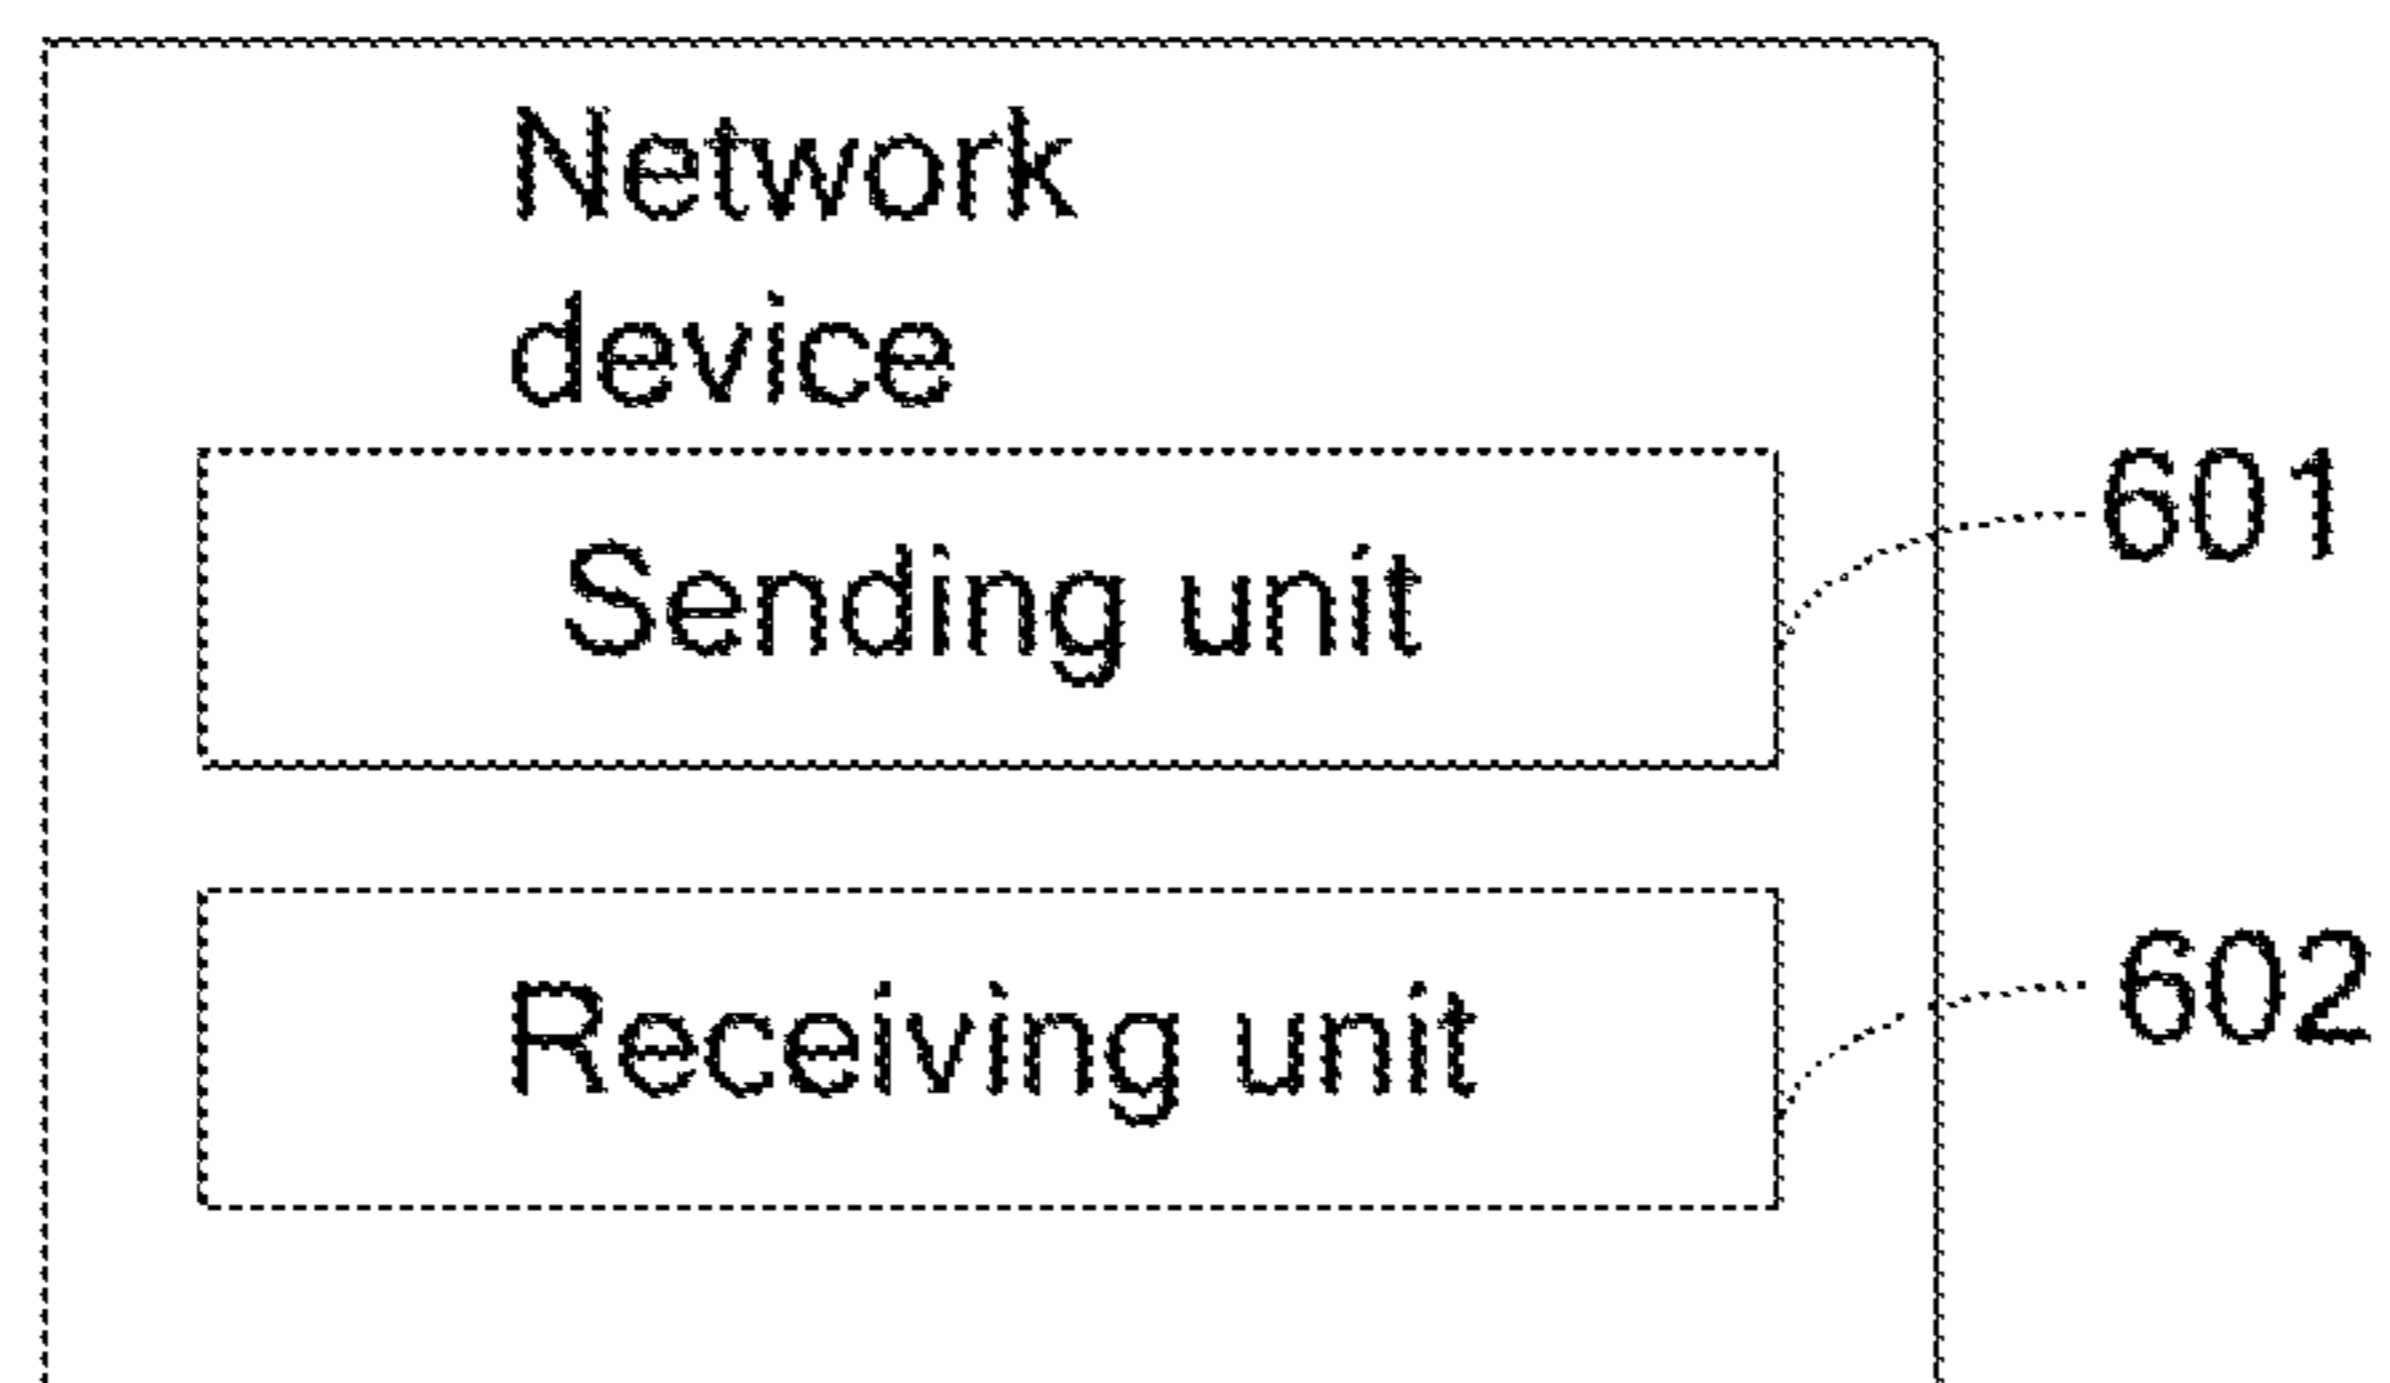 Network
device
Sending unit
601
Receiving unit
602